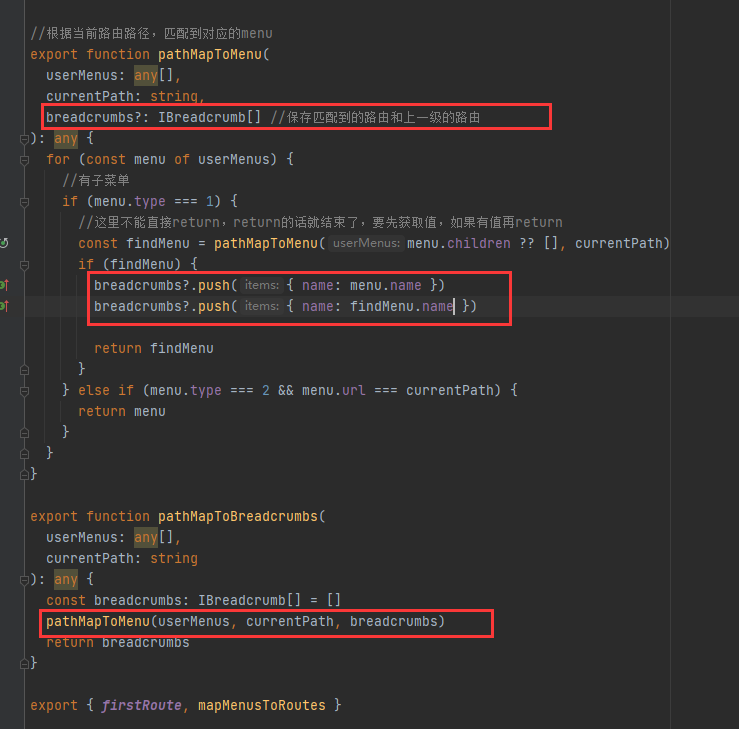 //根据当前路由路径，匹配到对应的menu
export function pathMapToMenu(
  userMenus: any[],
  currentPath: string,
  breadcrumbs?: IBreadcrumb[] //保存匹配到的路由和上一级的路由
): any {
  for (const menu of userMenus) {
    //有子菜单
    if (menu.type === 1) {
      //这里不能直接return，return的话就结束了，要先获取值，如果有值再return
      const findMenu = pathMapToMenu( userMenus: menu.children ?? [], currentPath)
      if (findMenu) {
        breadcrumbs?.push( items: { name: menu.name })
        breadcrumbs?.push( items: { name: findMenu.name })
        return findMenu
      }
    } else if (menu.type === 2 && menu.url === currentPath) {
      return menu
    }
  }
}
export function pathMapToBreadcrumbs(
  userMenus: any[],
  currentPath: string
): any {
  const breadcrumbs: IBreadcrumb[] = []
  pathMapToMenu(userMenus, currentPath, breadcrumbs)
  return breadcrumbs
}
export { firstRoute, mapMenusToRoutes }